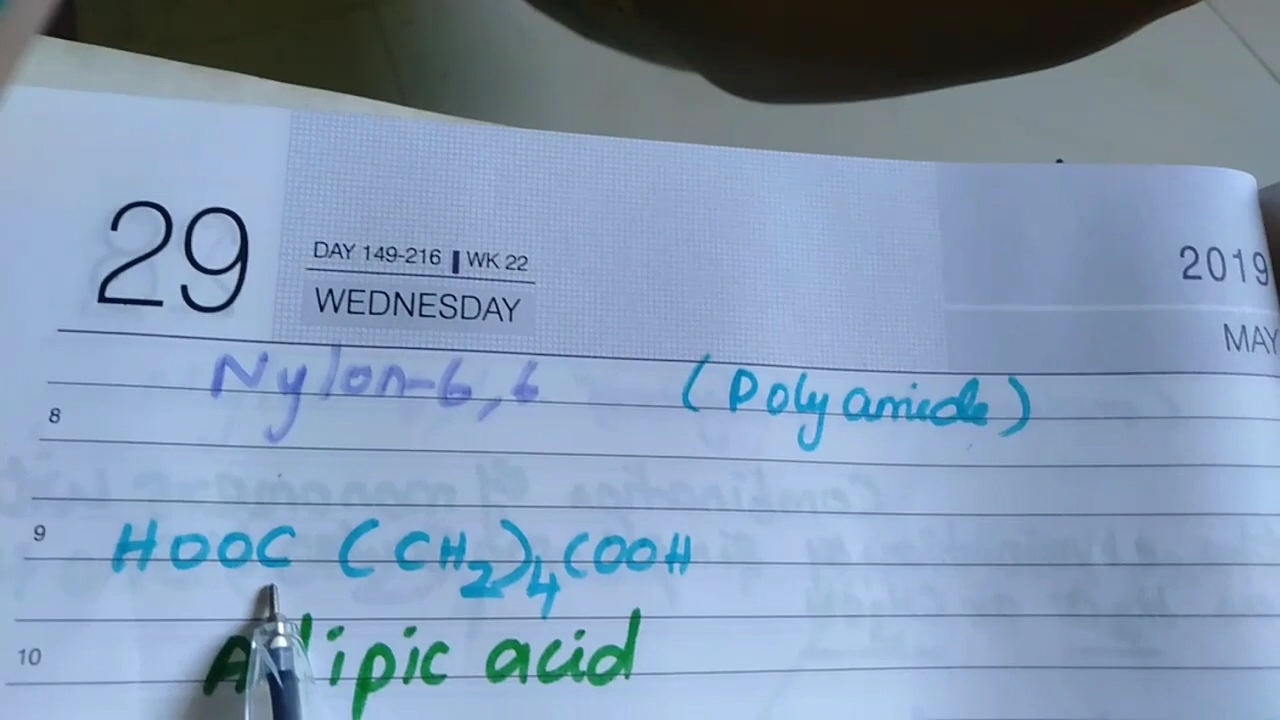 29
DAY 149-216 | WK 22
WEDNESDAY
2019
MAY
Nylon-6,6 (Polyamide)
8
9
HOOC (CH2)4COOH
10
Adipic acid